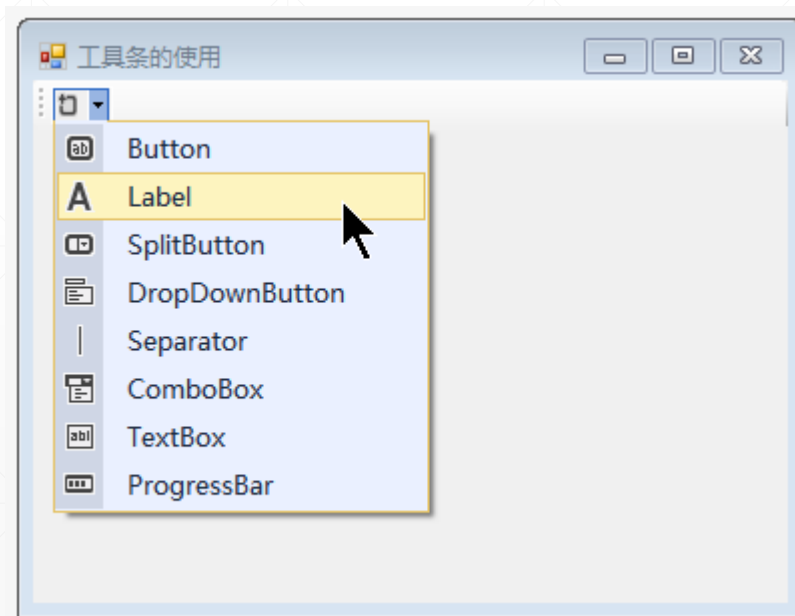 工具条的使用
Button
Label
SplitButton
DropDownButton
Separator
ComboBox
TextBox
ProgressBar